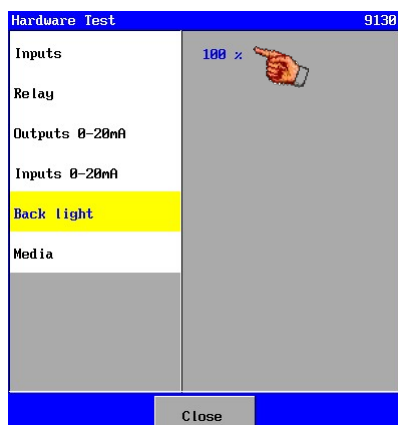 Hardware Test 9130
Inputs
100 %
Relay
Outputs 0-20mA
Inputs 0-20mA
Back light
Media
Close